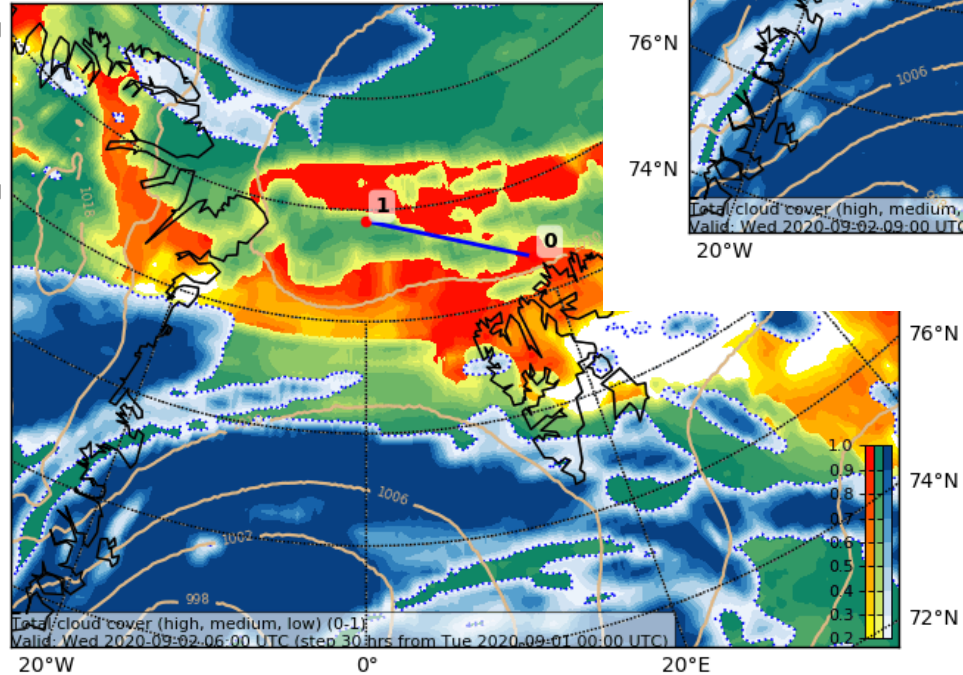 76°N
1006
74°N
Total cloud cover (high, medium,
Valid: Wed 2020-09-02 09:00 UTC
20°W
1
0
1018
76°N
1.0
0.9
0.8
0.7
0.6
0.5
0.4
0.3
0.2
74°N
1006
1002
998
72°N
Total cloud cover (high, medium, low) (0-1)
Valid: Wed 2020-09-02 06:00 UTC (step 30 hrs from Tue 2020-09-01 00:00 UTC)
20°W
0°
20°E